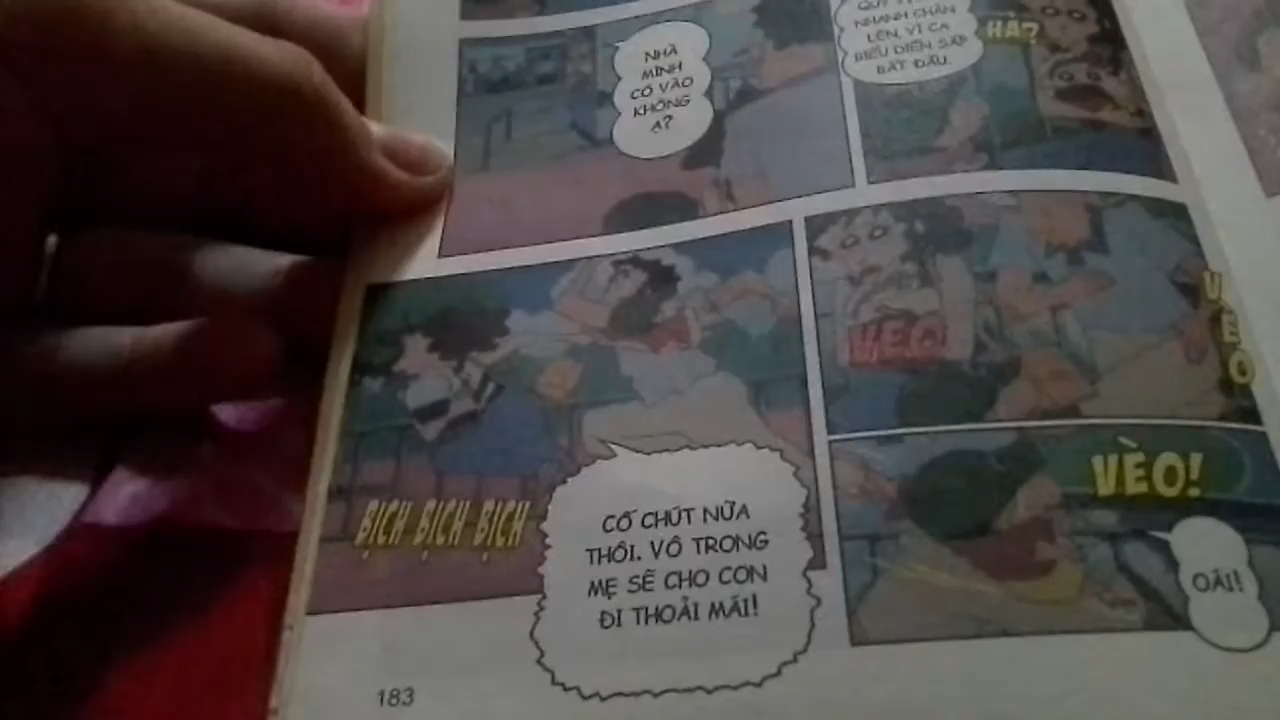 NHÀ
MÌNH
CÓ VÀO
KHÔNG
Ạ?
NHANH CHÂN
LÊN, VÌ CA
BIỂU DIỄN SẮP
BẮT ĐẦU.
HẢ?
BỊCH BỊCH BỊCH
CỐ CHÚT NỮA
THÔI. VÔ TRONG
MẸ SẼ CHO CON
ĐI THOẢI MÁI!
VÈO!
VÈO
VÈO!
OÁI!
183